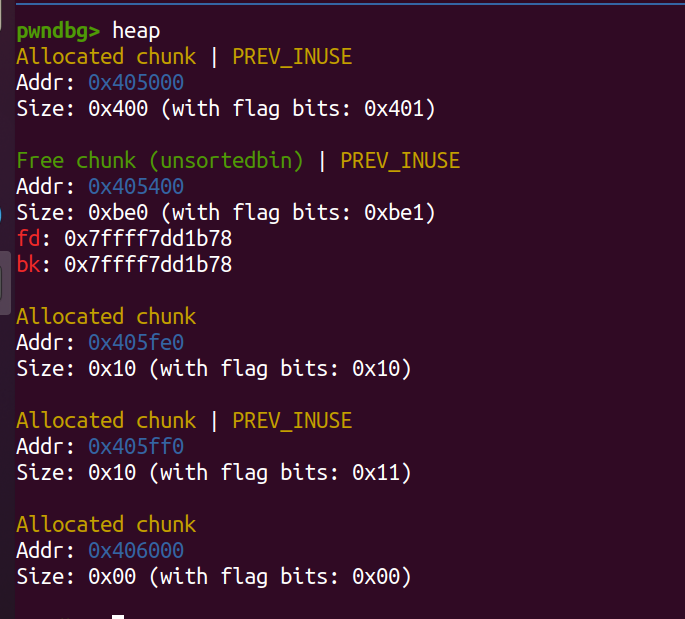 pwndbg> heap
Allocated chunk | PREV_INUSE
Addr: 0x405000
Size: 0x400 (with flag bits: 0x401)
Free chunk (unsortedbin) | PREV_INUSE
Addr: 0x405400
Size: 0xbe0 (with flag bits: 0xbe1)
fd: 0x7ffff7dd1b78
bk: 0x7ffff7dd1b78
Allocated chunk
Addr: 0x405fe0
Size: 0x10 (with flag bits: 0x10)
Allocated chunk | PREV_INUSE
Addr: 0x405ff0
Size: 0x10 (with flag bits: 0x11)
Allocated chunk
Addr: 0x406000
Size: 0x00 (with flag bits: 0x00)